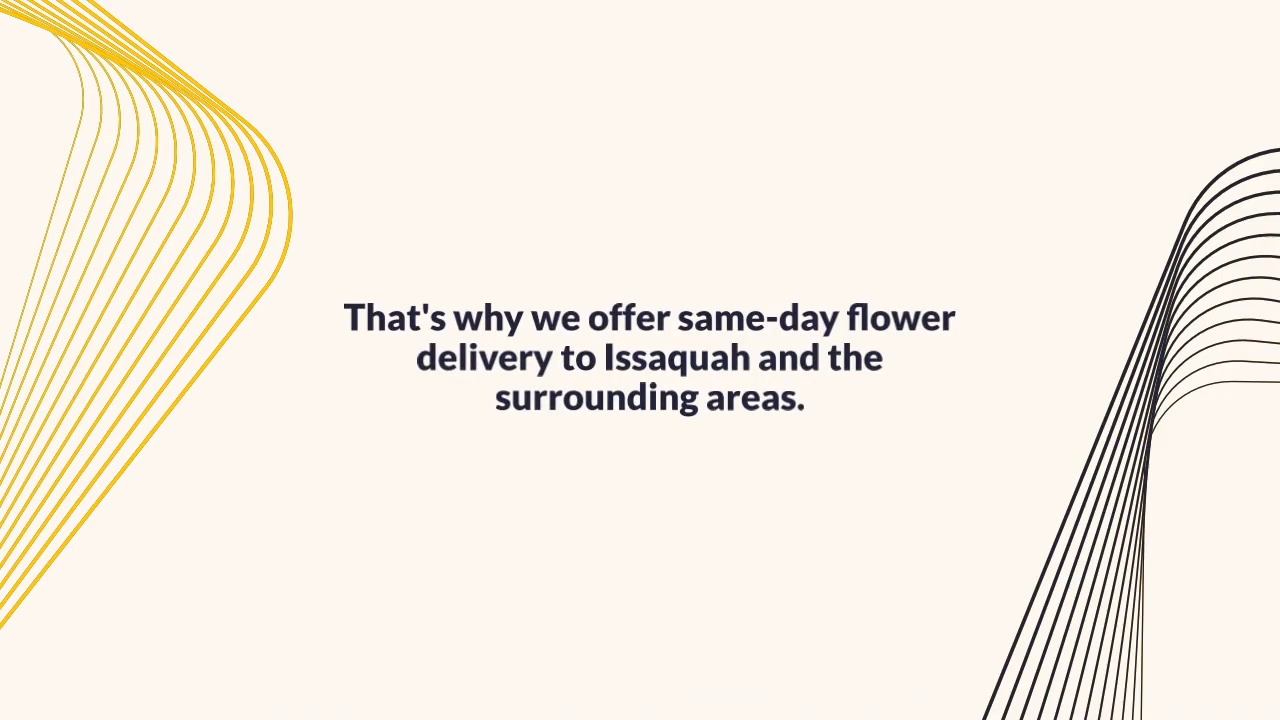 That's why we offer same-day flower
delivery to Issaquah and the
surrounding areas.